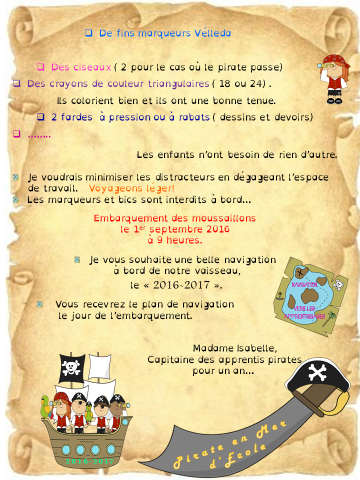 ❑ De fins marqueurs Velleda
❑ Des ciseaux ( 2 pour le cas où le pirate passe)
❑ Des crayons de couleur triangulaires ( 18 ou 24) .
Ils colorient bien et ils ont une bonne tenue.
❑ 2 fardes à pression ou à rabats ( dessins et devoirs)
❑ ........
Les enfants n'ont besoin de rien d'autre.
Je voudrais minimiser les distracteurs en dégageant l'espace
de travail. Voyageons léger!
Les marqueurs et bics sont interdits à bord...
Embarquement des moussaillons
le 1er septembre 2016
à 9 heures.
Je vous souhaite une belle navigation
à bord de notre vaisseau,
le « 2016-2017 ».
NAVIGATION
VERS LES
APPRENTISSAGES
Vous recevrez le plan de navigation
le jour de l'embarquement.
Madame Isabelle,
Capitaine des apprentis pirates
pour un an...
Pirate en Mer
d'École